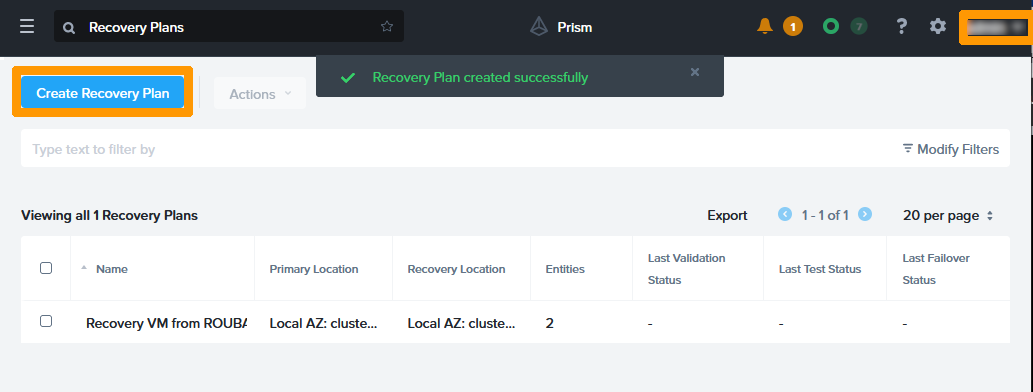 Recovery Plans
Prism
1
7
?
Recovery Plan created successfully
Create Recovery Plan
Actions
Type text to filter by
Modify Filters
Viewing all 1 Recovery Plans
Export
1 - 1 of 1
20 per page
Name
Primary Location
Recovery Location
Entities
Last Validation Status
Last Test Status
Last Failover Status
Recovery VM from ROUBA
Local AZ: cluste...
Local AZ: cluste...
2
-
-
-